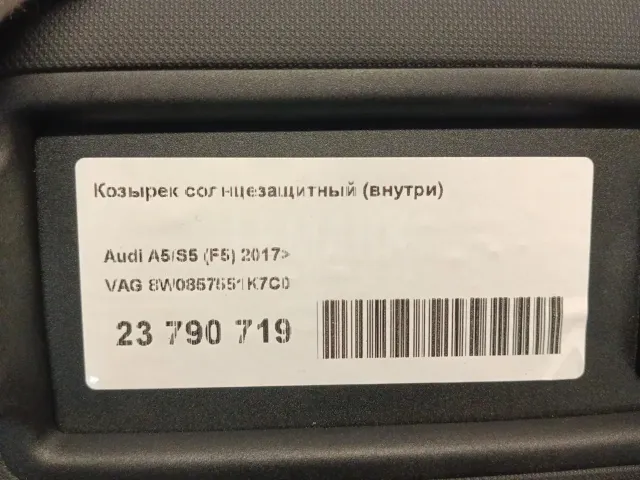 Козырек солнцезащитный (внутри)
Audi A5/S5 (F5) 2017>
VAG 8W0857551K7C0
23 790 719